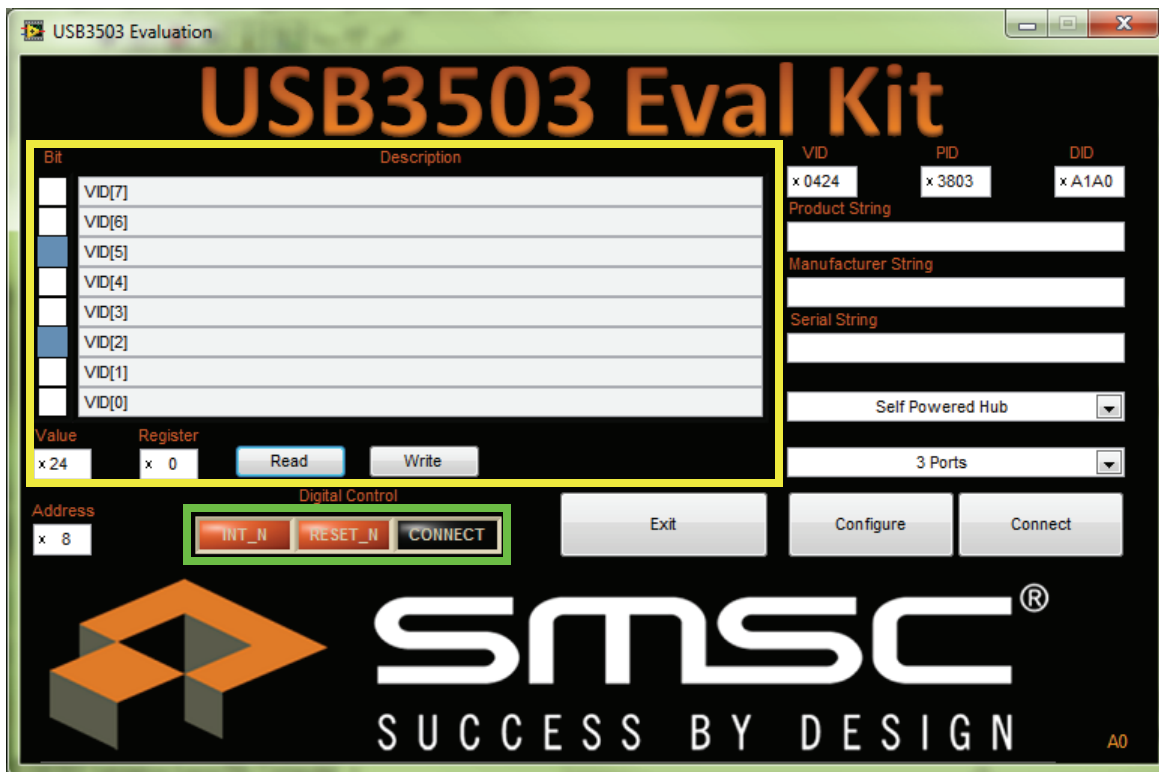 USB3503 Evaluation
USB3503 Eval Kit
Bit Description
VID PID DID
x 0424 x 3803 x A1A0
VID[7]
VID[6]
VID[5]
VID[4]
VID[3]
VID[2]
VID[1]
VID[0]
Product String
Manufacturer String
Serial String
Self Powered Hub
3 Ports
Value Register
x 24 x 0 Read Write
Address
x 8
Digital Control
INT_N RESET_N CONNECT
Exit
Configure
Connect
SMSC®
SUCCESS BY DESIGN
A0